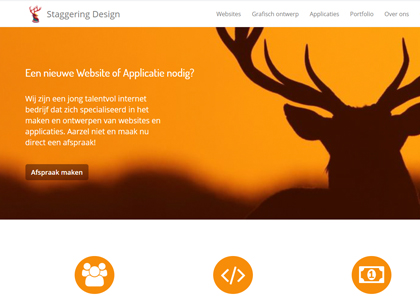 Staggering Design
Websites Grafisch ontwerp Applicaties Portfolio Over ons
Een nieuwe Website of Applicatie nodig?
Wij zijn een jong talentvol internet
bedrijf dat zich specialiseerd in het
maken en ontwerpen van websites en
applicaties. Aarzel niet en maak nu
direct een afspraak!
Afspraak maken